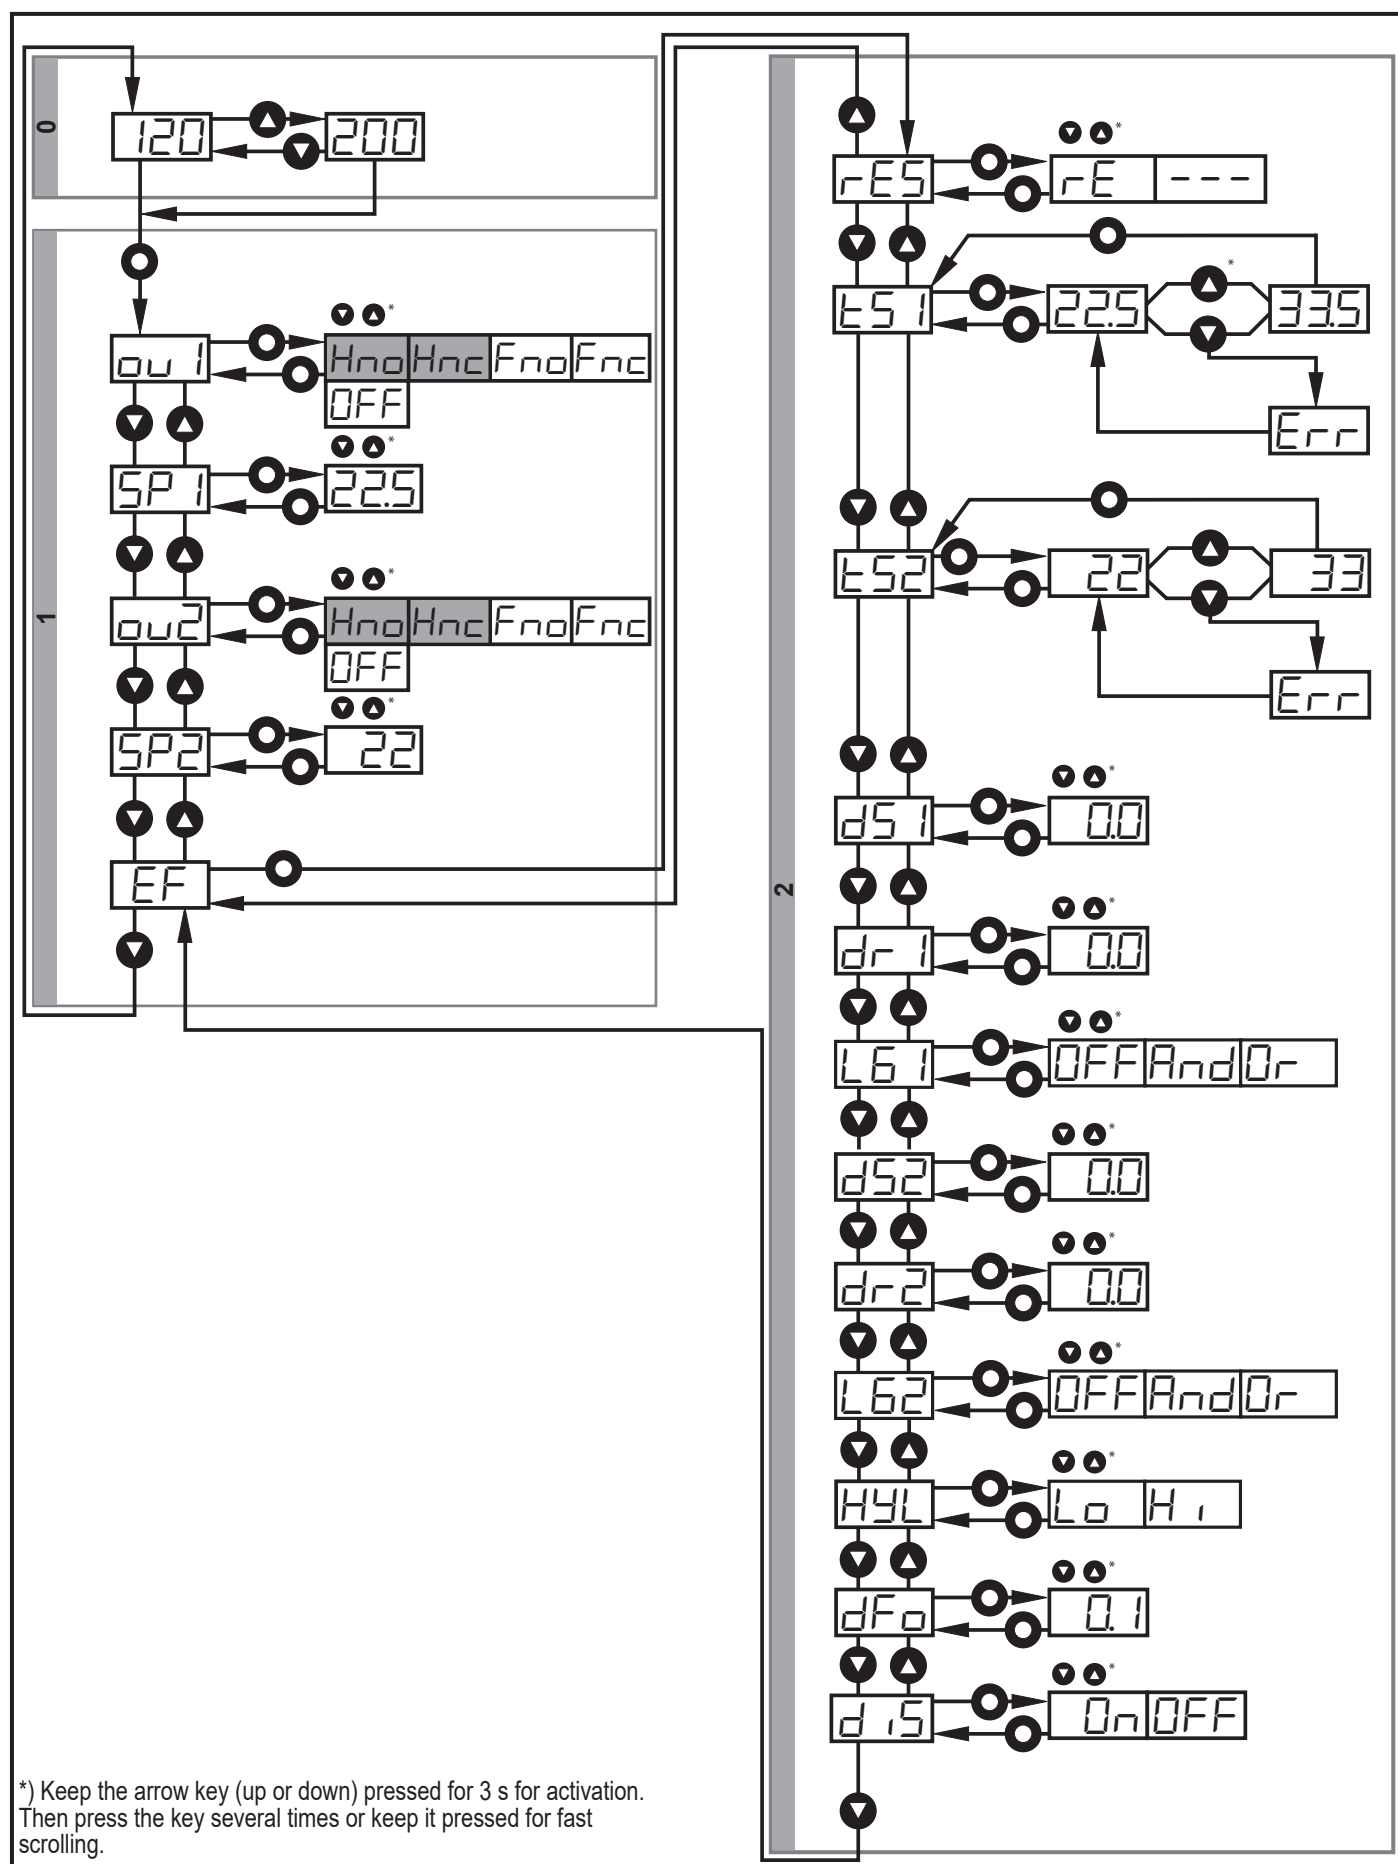 0
120 200
1
ou1 Hno Hnc Fno Fnc
OFF
SP1 22.5
ou2 Hno Hnc Fno Fnc
OFF
SP2 22
EF
2
rES rE ---
tS1 22.5 33.5
Err
tS2 22 33
Err
dS1 0.0
dr1 0.0
LG1 OFF And Or
dS2 0.0
dr2 0.0
LG2 OFF And Or
HYL Lo Hi
dFo 0.1
diS On OFF
*) Keep the arrow key (up or down) pressed for 3 s for activation.
Then press the key several times or keep it pressed for fast
scrolling.